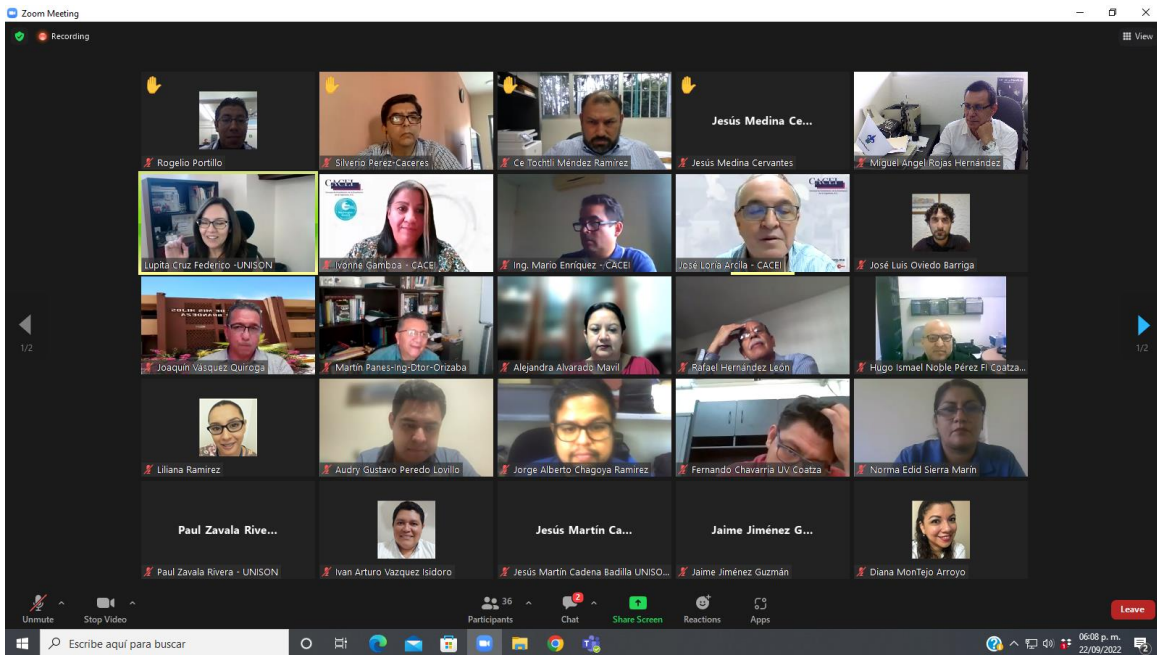 Zoom Meeting
Recording
View
Rogelio Portillo
Silverio Peréz-Caceres
Ce Tochtli Méndez Ramirez
Jesús Medina Ce...
Jesús Medina Cervantes
Miguel Angel Rojas Hernández
CACEI
CACEI
Lupita Cruz Federico -UNISON
Ivonne Gamboa - CACEI
Ing. Mario Enríquez - CACEI
José Loría Arcila - CACEI
José Luis Oviedo Barriga
1/2
1/2
Joaquín Vásquez Quiroga
Martín Panes-Ing-Dtor-Orizaba
Alejandra Alvarado Mavil
Rafael Hernández León
Hugo Ismael Noble Pérez FI Coatza...
Liliana Ramirez
Audry Gustavo Peredo Lovillo
Jorge Alberto Chagoya Ramirez
Fernando Chavarria UV Coatza
Norma Edid Sierra Marín
Paul Zavala Rive...
Jesús Martín Ca...
Jaime Jiménez G...
Paul Zavala Rivera - UNISON
Ivan Arturo Vazquez Isidoro
Jesús Martín Cadena Badilla UNISO...
Jaime Jiménez Guzmán
Diana MonTejo Arroyo
36
2
Unmute
Stop Video
Participants
Chat
Share Screen
Reactions
Apps
Leave
Escribe aquí para buscar
06:08 p. m.
22/09/2022
2